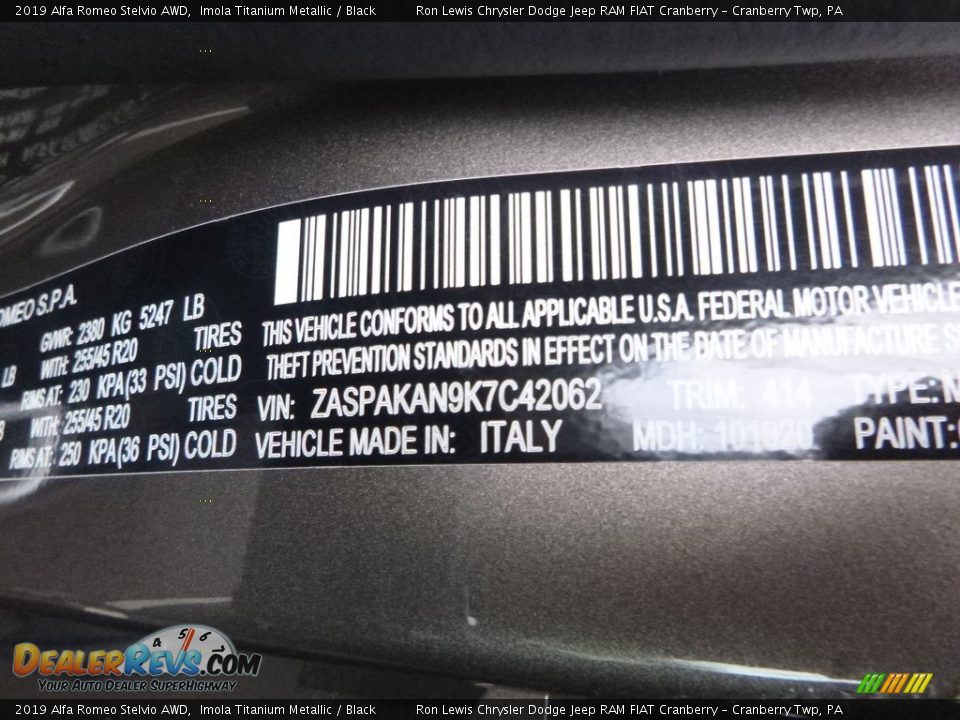 2019 Alfa Romeo Stelvio AWD, Imola Titanium Metallic / Black Ron Lewis Chrysler Dodge Jeep RAM FIAT Cranberry - Cranberry Twp, PA
OMEO S.P.A.
GVWR: 2380 KG 5247 LB
LB WITH: 255/45 R20 TIRES
RIMS AT: 230 KPA(33 PSI) COLD
WITH: 255/45 R20 TIRES
RIMS AT: 250 KPA(36 PSI) COLD
THIS VEHICLE CONFORMS TO ALL APPLICABLE U.S.A. FEDERAL MOTOR VEHICLE
THEFT PREVENTION STANDARDS IN EFFECT ON THE DATE OF MANUFACTURE S
VIN: ZASPAKAN9K7C42062 TRIM: 414 TYPE: M
VEHICLE MADE IN: ITALY MDH: PAINT:
4 5 6
DEALERREVS.COM
YOUR AUTO DEALER SUPERHIGHWAY
2019 Alfa Romeo Stelvio AWD, Imola Titanium Metallic / Black Ron Lewis Chrysler Dodge Jeep RAM FIAT Cranberry - Cranberry Twp, PA